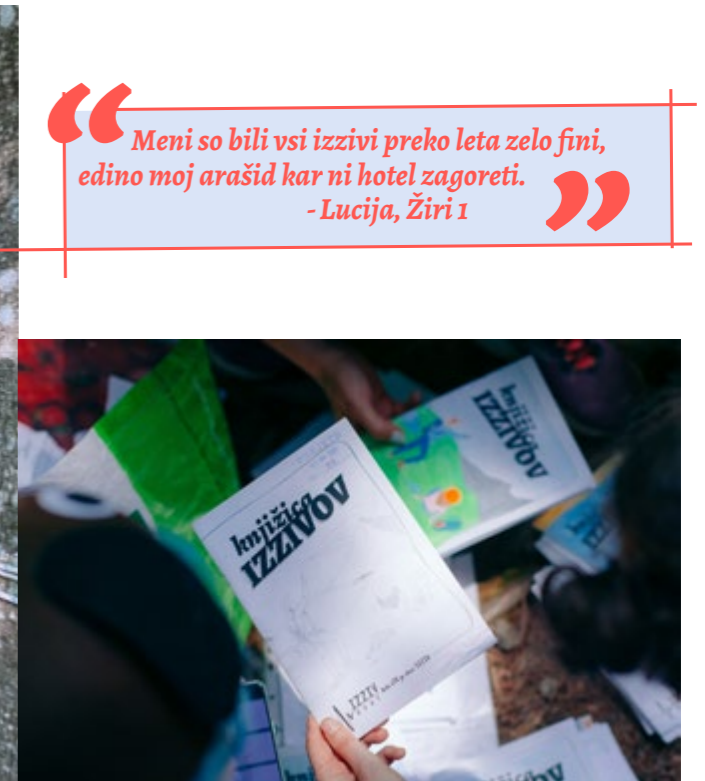 Meni so bili vsi izzivi preko leta zelo fini,
edino moj arašid kar ni hotel zagoreti.
- Lucija, Žiri 1
knjižica
IZZIVOV
knjižica
IZZIVOV
IZZIV